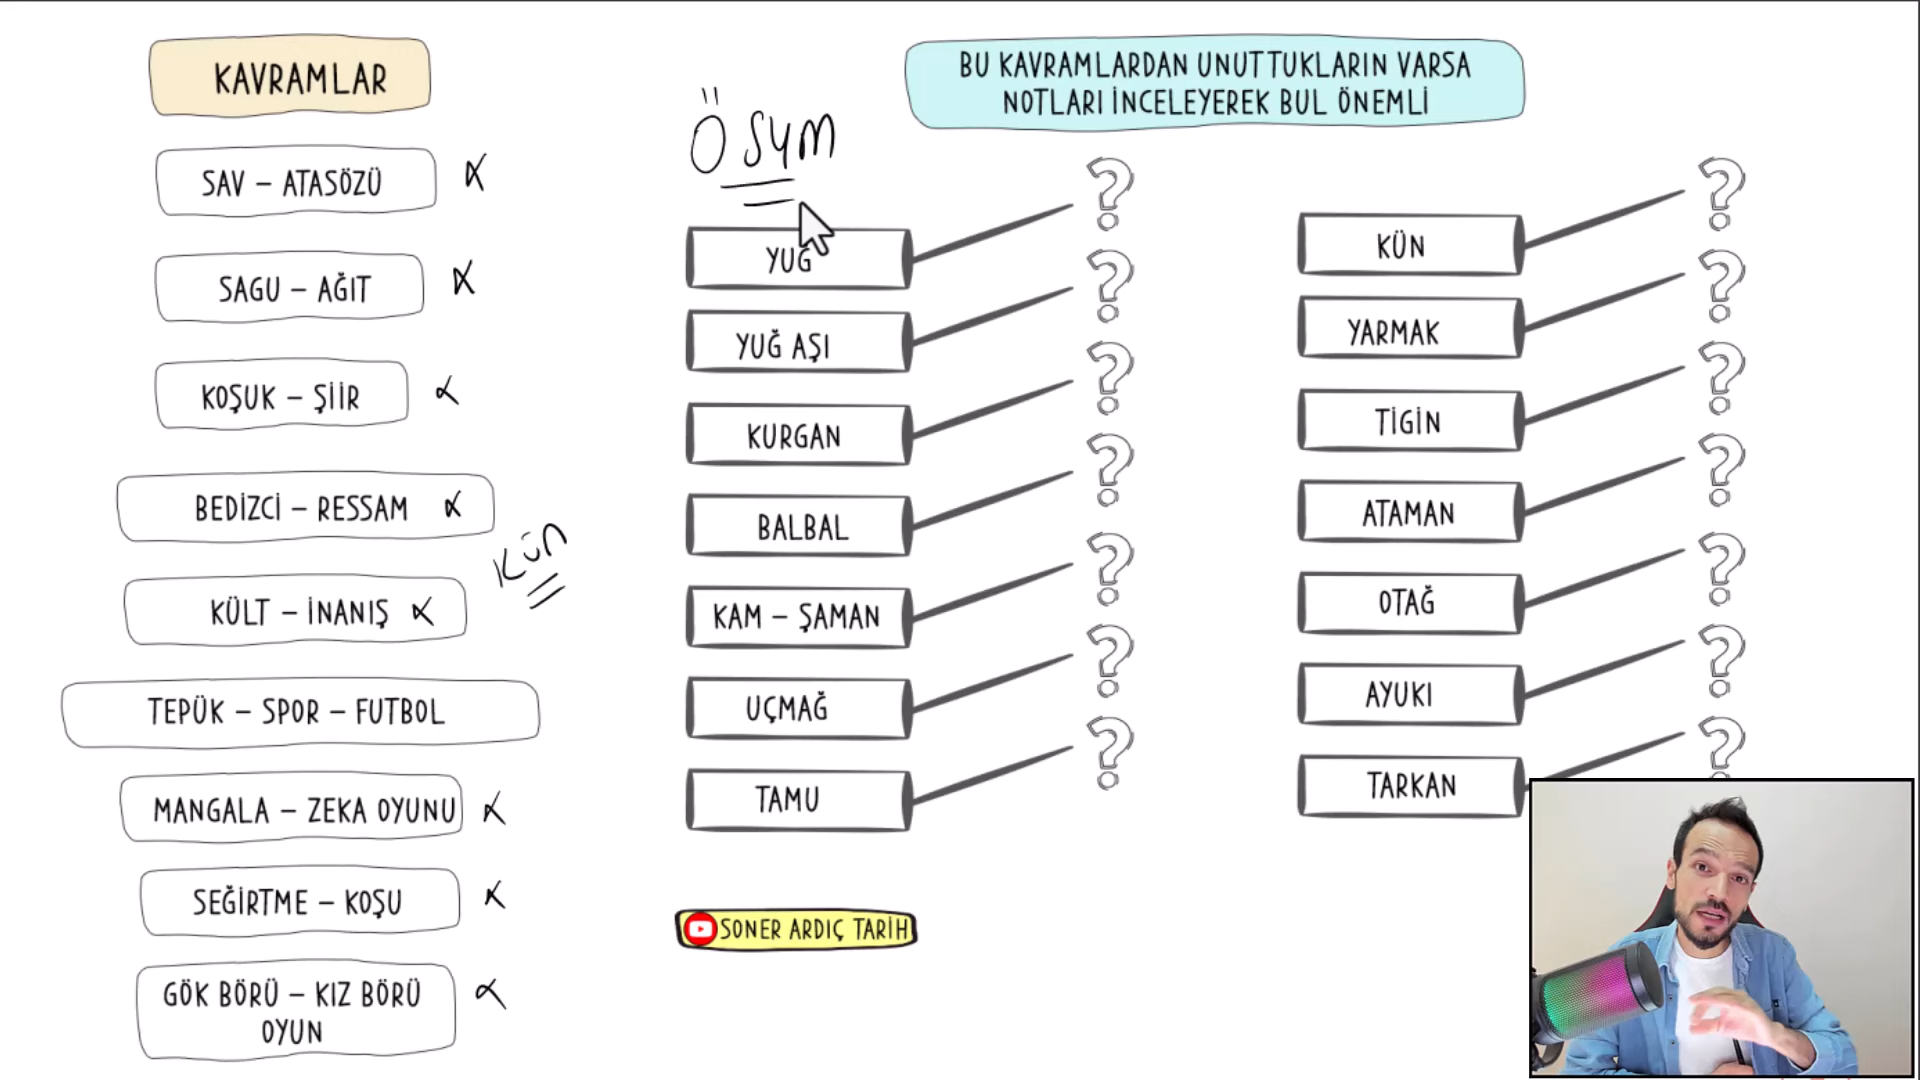 KAVRAMLAR
SAV – ATASÖZÜ
SAGU – AĞIT
KOŞUK – ŞİİR
BEDİZCİ – RESSAM
KÜN
KÜLT – İNANIŞ
TEPÜK – SPOR – FUTBOL
MANGALA – ZEKA OYUNU
SEĞİRTME – KOŞU
GÖK BÖRÜ – KIZ BÖRÜ
OYUN
ÖSYM
BU KAVRAMLARDAN UNUTTUKLARIN VARSA
NOTLARI İNCELEYEREK BUL ÖNEMLİ
YUĞ
?
YUĞ AŞI
?
KURGAN
?
BALBAL
?
KAM – ŞAMAN
?
UÇMAĞ
?
TAMU
?
KÜN
?
YARMAK
?
TİGİN
?
ATAMAN
?
OTAĞ
?
AYUKI
?
TARKAN
?
SONER ARDIÇ TARİH